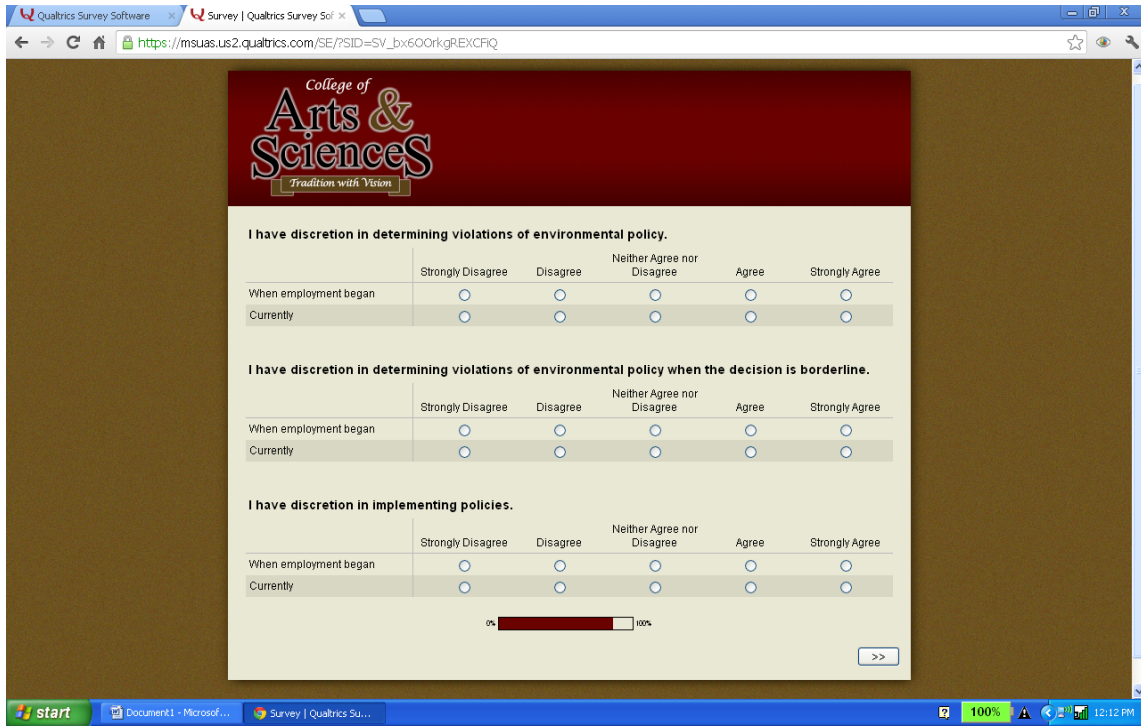 Qualtrics Survey Software
Survey | Qualtrics Survey Sof
https://msuas.us2.qualtrics.com/SE/?SID=SV_bx6OOrkgREXCFiQ
College of
Arts &
Sciences
Tradition with Vision
I have discretion in determining violations of environmental policy.
Strongly Disagree Disagree Neither Agree nor Disagree Agree Strongly Agree
When employment began
Currently
I have discretion in determining violations of environmental policy when the decision is borderline.
Strongly Disagree Disagree Neither Agree nor Disagree Agree Strongly Agree
When employment began
Currently
I have discretion in implementing policies.
Strongly Disagree Disagree Neither Agree nor Disagree Agree Strongly Agree
When employment began
Currently
0% 100%
>>
start Document1 - Microsof... Survey | Qualtrics Su... 100% 12:12 PM